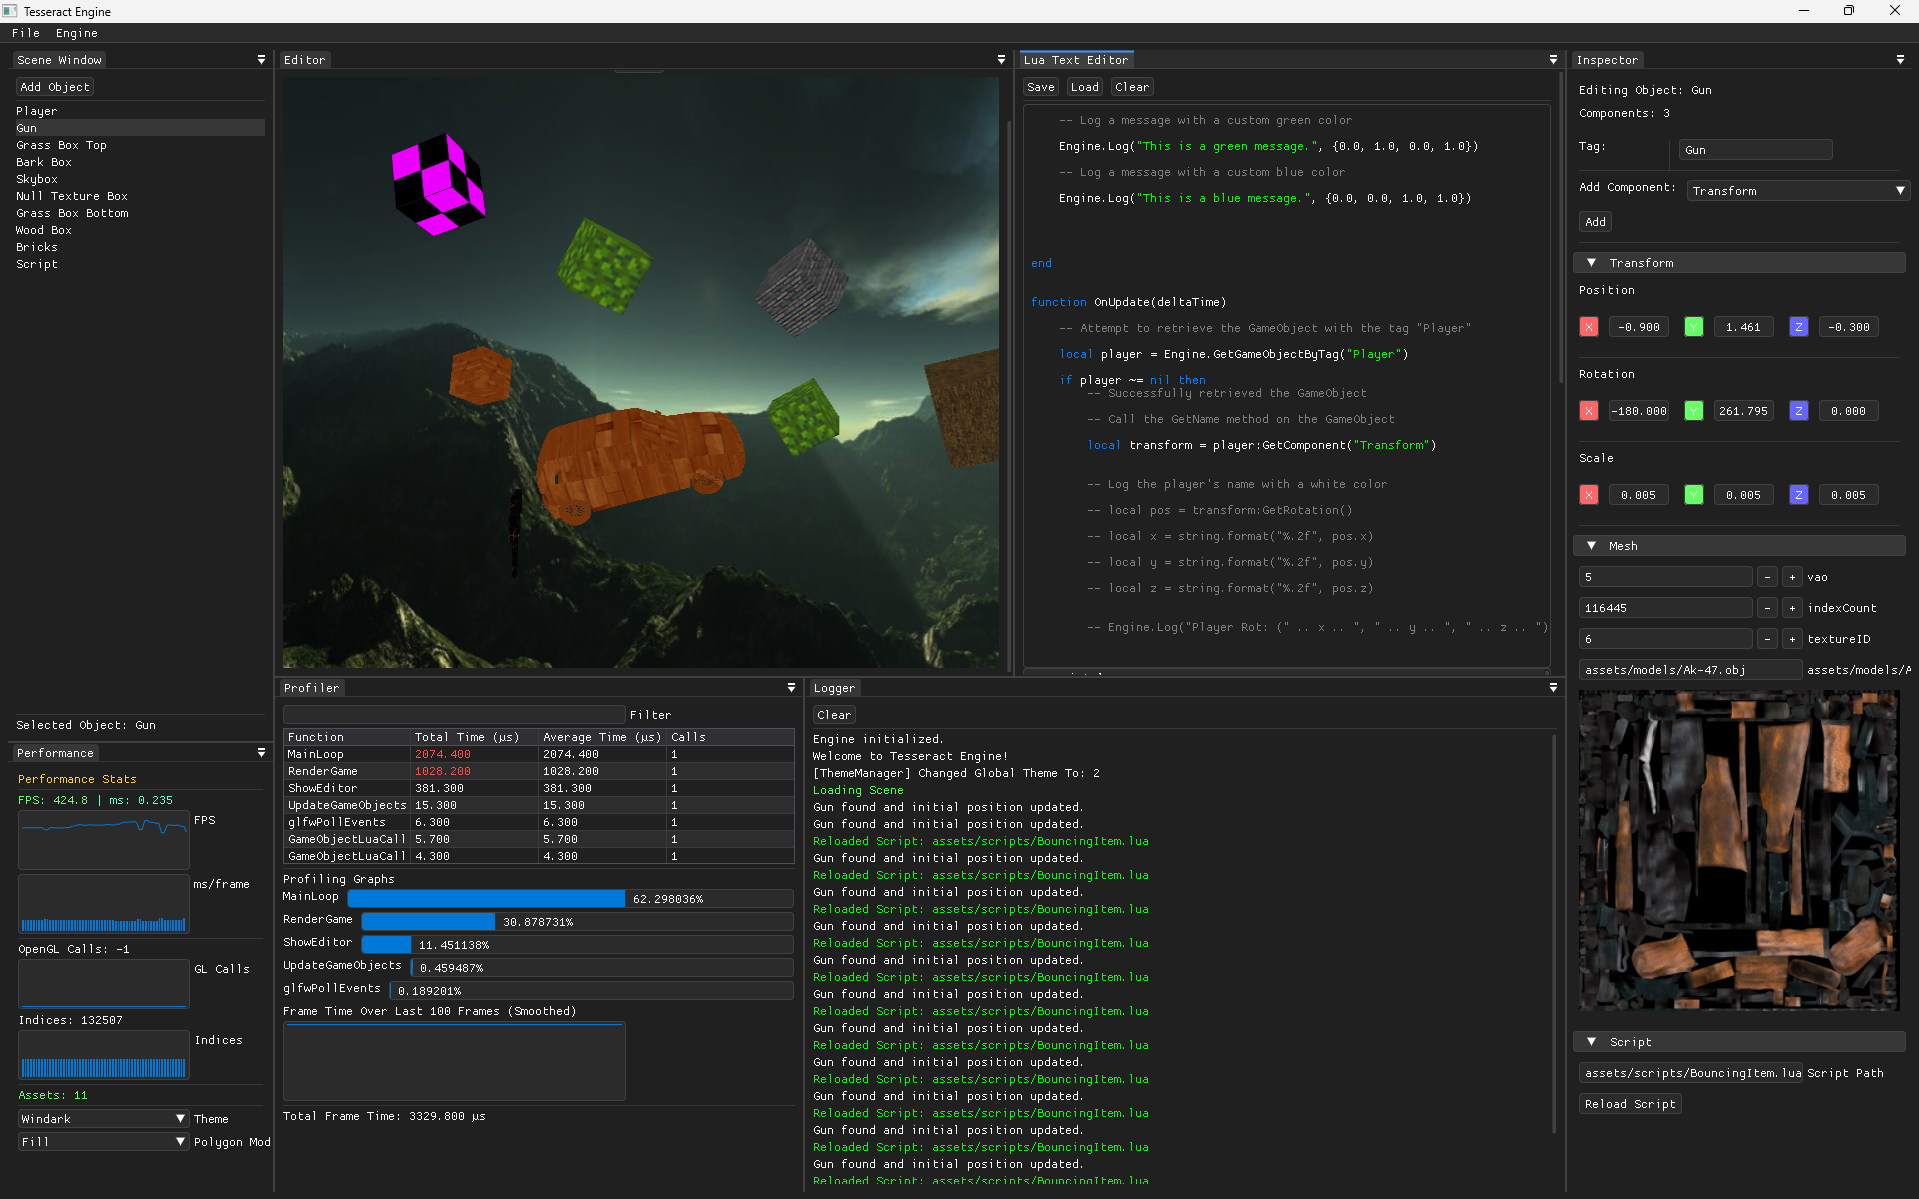 Tesseract Engine
File Engine
Scene Window
Add Object
Player
Gun
Grass Box Top
Bark Box
Skybox
Null Texture Box
Grass Box Bottom
Wood Box
Bricks
Script
Selected Object: Gun
Performance
Performance Stats
FPS: 424.8 | ms: 0.235
FPS
ms/frame
OpenGL Calls: -1
GL Calls
Indices: 132507
Indices
Assets: 11
Windark Theme
Fill Polygon Mod
Editor
Profiler
Filter
Function Total Time (µs) Average Time (µs) Calls
MainLoop 2074.400 2074.400 1
RenderGame 1028.200 1028.200 1
ShowEditor 381.300 381.300 1
UpdateGameObjects 15.300 15.300 1
glfwPollEvents 6.300 6.300 1
GameObjectLuaCall 5.700 5.700 1
GameObjectLuaCall 4.300 4.300 1
Profiling Graphs
MainLoop 62.298036%
RenderGame 30.878731%
ShowEditor 11.451138%
UpdateGameObjects 0.459487%
glfwPollEvents 0.189201%
Frame Time Over Last 100 Frames (Smoothed)
Total Frame Time: 3329.800 µs
Lua Text Editor
Save Load Clear
-- Log a message with a custom green color
Engine.Log("This is a green message.", {0.0, 1.0, 0.0, 1.0})
-- Log a message with a custom blue color
Engine.Log("This is a blue message.", {0.0, 0.0, 1.0, 1.0})
end
function OnUpdate(deltaTime)
-- Attempt to retrieve the GameObject with the tag "Player"
local player = Engine.GetGameObjectByTag("Player")
if player ~= nil then
-- Successfully retrieved the GameObject
-- Call the GetName method on the GameObject
local transform = player:GetComponent("Transform")
-- Log the player's name with a white color
-- local pos = transform:GetRotation()
-- local x = string.format("%.2f", pos.x)
-- local y = string.format("%.2f", pos.y)
-- local z = string.format("%.2f", pos.z)
-- Engine.Log("Player Rot: (" .. x .. ", " .. y .. ", " .. z .. ")
Logger
Clear
Engine initialized.
Welcome to Tesseract Engine!
[ThemeManager] Changed Global Theme To: 2
Loading Scene
Gun found and initial position updated.
Gun found and initial position updated.
Reloaded Script: assets/scripts/BouncingItem.lua
Gun found and initial position updated.
Reloaded Script: assets/scripts/BouncingItem.lua
Gun found and initial position updated.
Reloaded Script: assets/scripts/BouncingItem.lua
Gun found and initial position updated.
Reloaded Script: assets/scripts/BouncingItem.lua
Gun found and initial position updated.
Reloaded Script: assets/scripts/BouncingItem.lua
Gun found and initial position updated.
Reloaded Script: assets/scripts/BouncingItem.lua
Gun found and initial position updated.
Reloaded Script: assets/scripts/BouncingItem.lua
Gun found and initial position updated.
Reloaded Script: assets/scripts/BouncingItem.lua
Gun found and initial position updated.
Reloaded Script: assets/scripts/BouncingItem.lua
Gun found and initial position updated.
Reloaded Script: assets/scripts/BouncingItem.lua
Gun found and initial position updated.
Reloaded Script: assets/scripts/BouncingItem.lua
Inspector
Editing Object: Gun
Components: 3
Tag: Gun
Add Component: Transform
Add
Transform
Position
X -0.900 Y 1.461 Z -0.300
Rotation
X -180.000 Y 261.795 Z 0.000
Scale
X 0.005 Y 0.005 Z 0.005
Mesh
5 - + vao
116445 - + indexCount
6 - + textureID
assets/models/Ak-47.obj assets/models/A
Script
assets/scripts/BouncingItem.lua Script Path
Reload Script